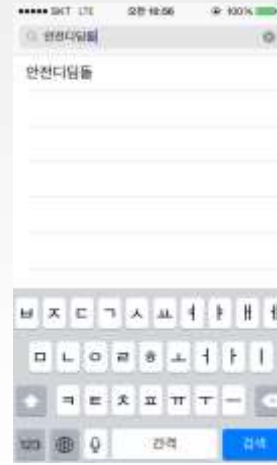 SKT LTE 오전 10:56 100%
안전디딤돌
안전디딤돌
ㅂ ㅈ ㄷ ㄱ ㅅ ㅛ ㅕ ㅑ ㅐ ㅔ
ㅁ ㄴ ㅇ ㄹ ㅎ ㅗ ㅓ ㅏ ㅣ
ㅋ ㅌ ㅊ ㅍ ㅠ ㅜ ㅡ
123 간격 검색